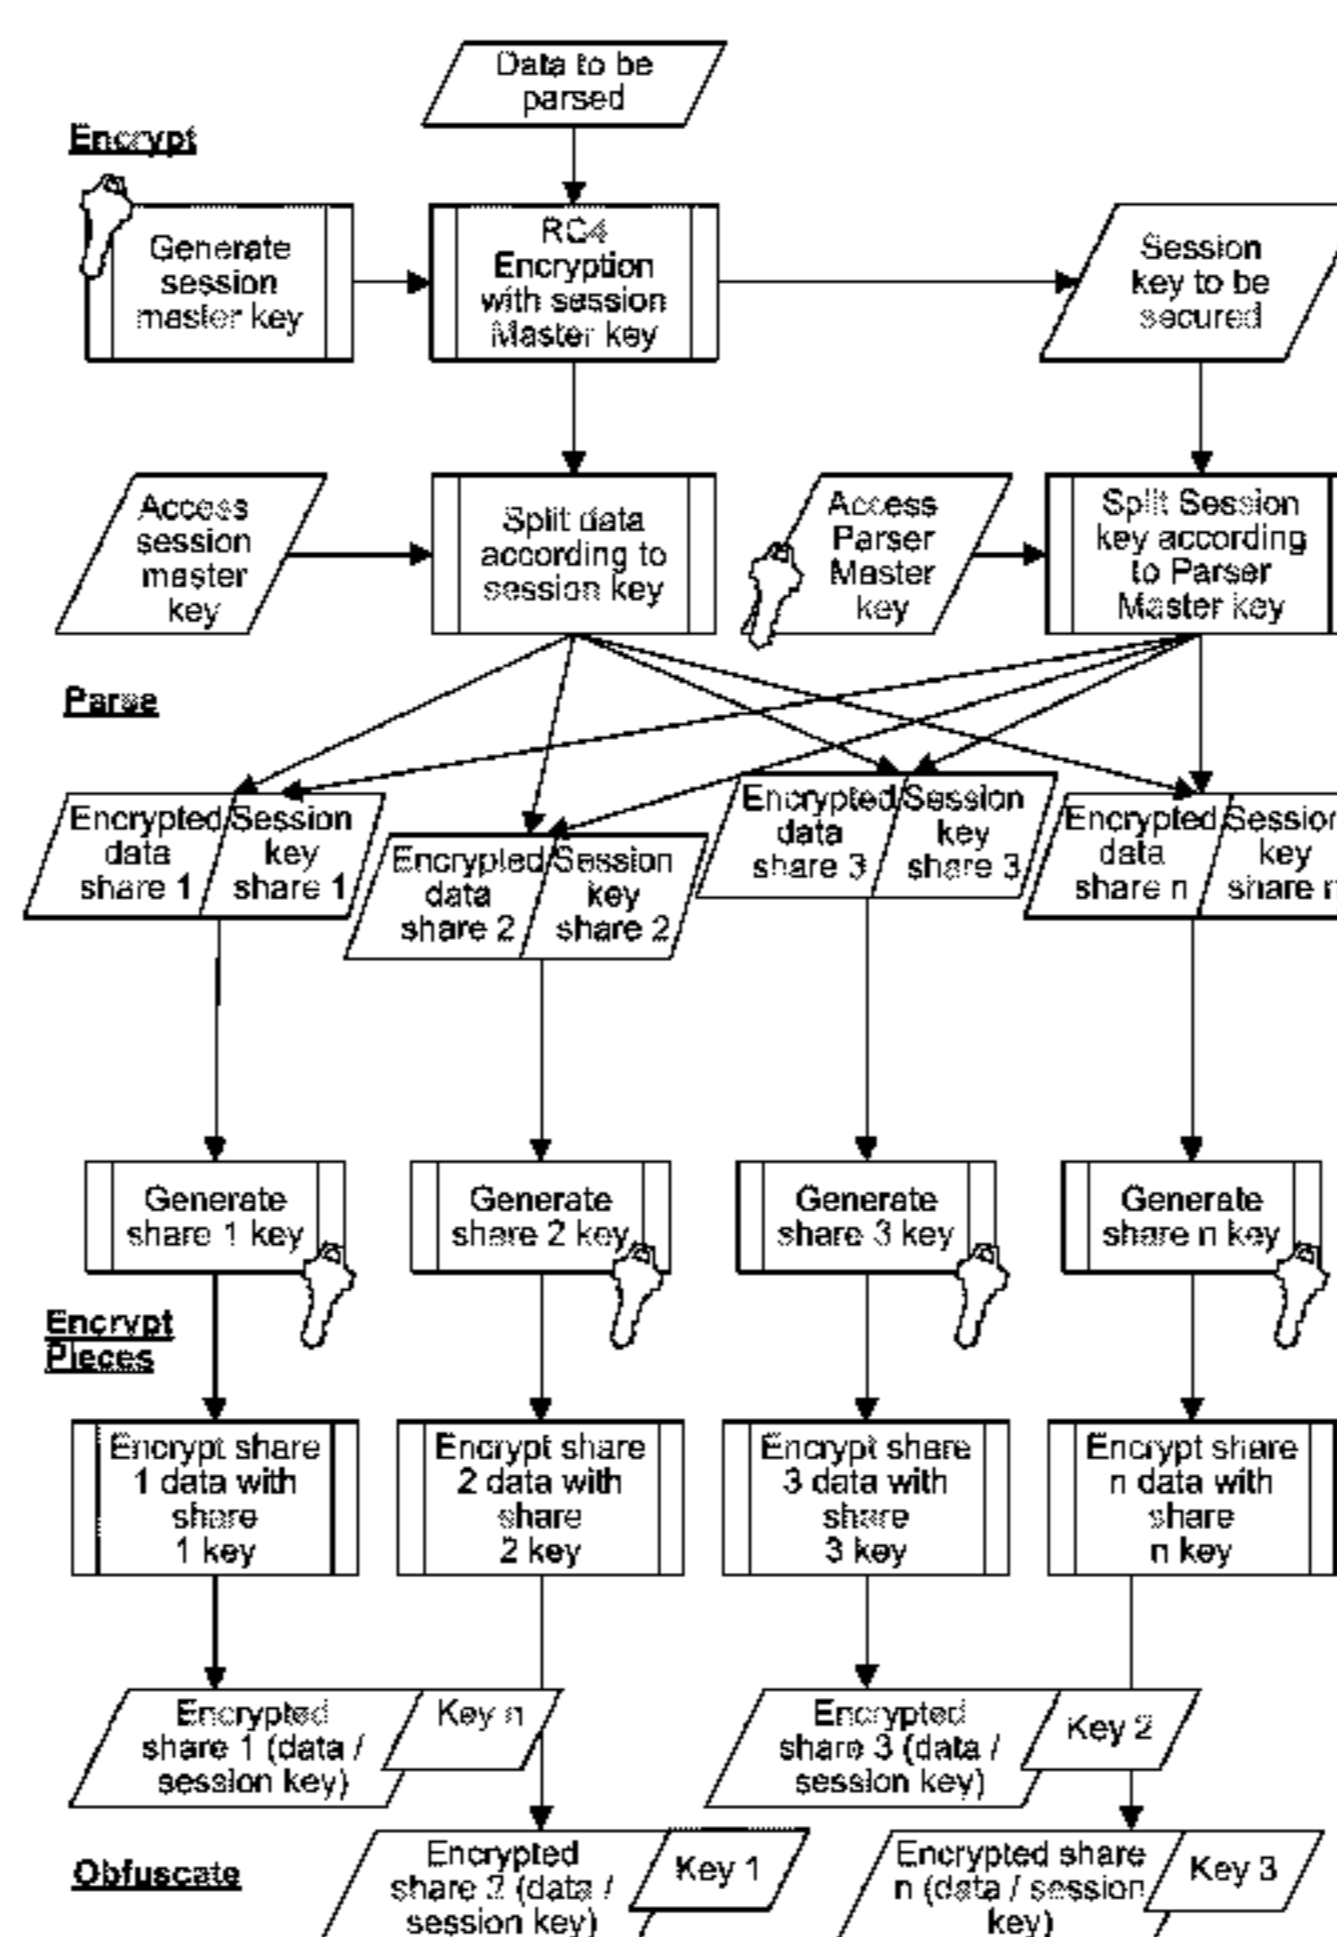 Data to be
parsed
Encrypt
Generate
session
master key
RC4
Encryption
with session
Master key
Session
key to be
secured
Access
session
master
key
Split data
according to
session key
Access
Parser
Master
key
Split Session
key according
to Parser
Master key
Parse
Encrypted
data
share 1
Session
key
share 1
Encrypted
data
share 2
Session
key
share 2
Encrypted
data
share 3
Session
key
share 3
Encrypted
data
share n
Session
key
share n
Generate
share 1 key
Generate
share 2 key
Generate
share 3 key
Generate
share n key
Encrypt
Pieces
Encrypt share
1 data with
share
1 key
Encrypt share
2 data with
share
2 key
Encrypt share
3 data with
share
3 key
Encrypt share
n data with
share
n key
Encrypted
share 1 (data /
session key)
Key n
Encrypted
share 3 (data /
session key)
Key 2
Obfuscate
Encrypted
share 2 (data /
session key)
Key 1
Encrypted share
n (data / session
key)
Key 3